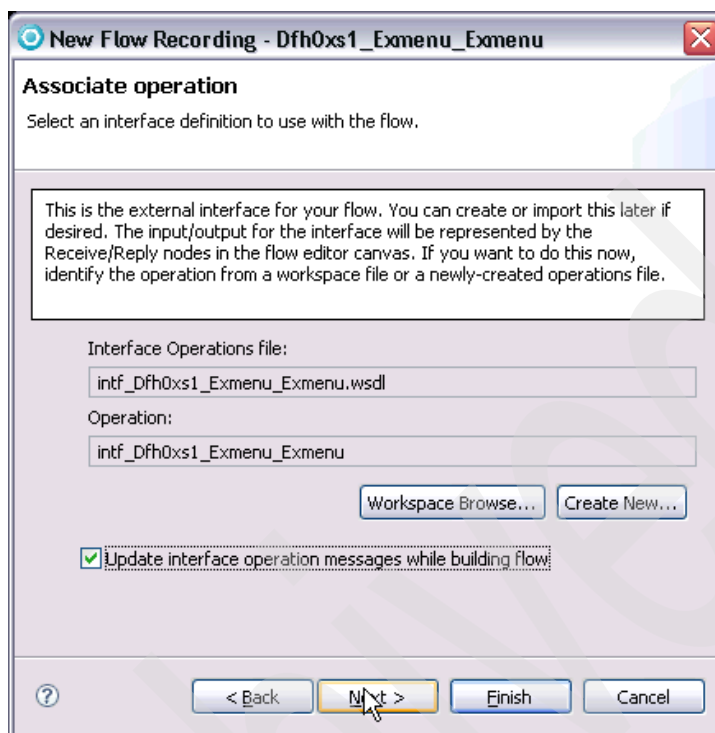 New Flow Recording - Dfh0xs1_Exmenu_Exmenu
Associate operation
Select an interface definition to use with the flow.
This is the external interface for your flow. You can create or import this later if
desired. The input/output for the interface will be represented by the
Receive/Reply nodes in the flow editor canvas. If you want to do this now,
identify the operation from a workspace file or a newly-created operations file.
Interface Operations file:
intf_Dfh0xs1_Exmenu_Exmenu.wsdl
Operation:
intf_Dfh0xs1_Exmenu_Exmenu
Workspace Browse... Create New...
Update interface operation messages while building flow
< Back Next > Finish Cancel